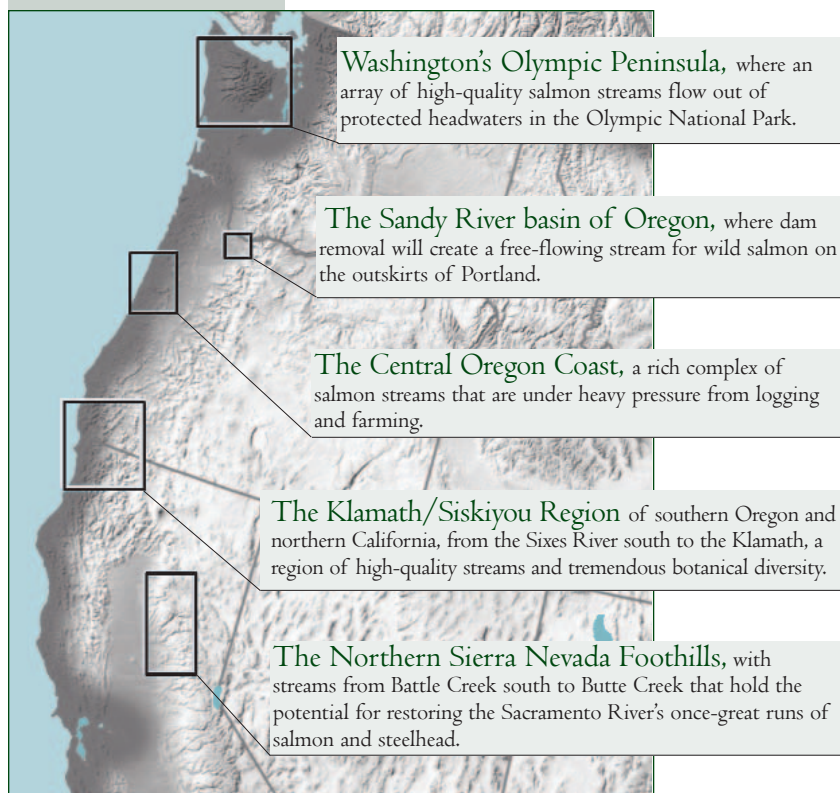 Washington's Olympic Peninsula, where an
array of high-quality salmon streams flow out of
protected headwaters in the Olympic National Park.
The Sandy River basin of Oregon, where dam
removal will create a free-flowing stream for wild salmon on
the outskirts of Portland.
The Central Oregon Coast, a rich complex of
salmon streams that are under heavy pressure from logging
and farming.
The Klamath/Siskiyou Region of southern Oregon and
northern California, from the Sixes River south to the Klamath, a
region of high-quality streams and tremendous botanical diversity.
The Northern Sierra Nevada Foothills, with
streams from Battle Creek south to Butte Creek that hold the
potential for restoring the Sacramento River's once-great runs of
salmon and steelhead.